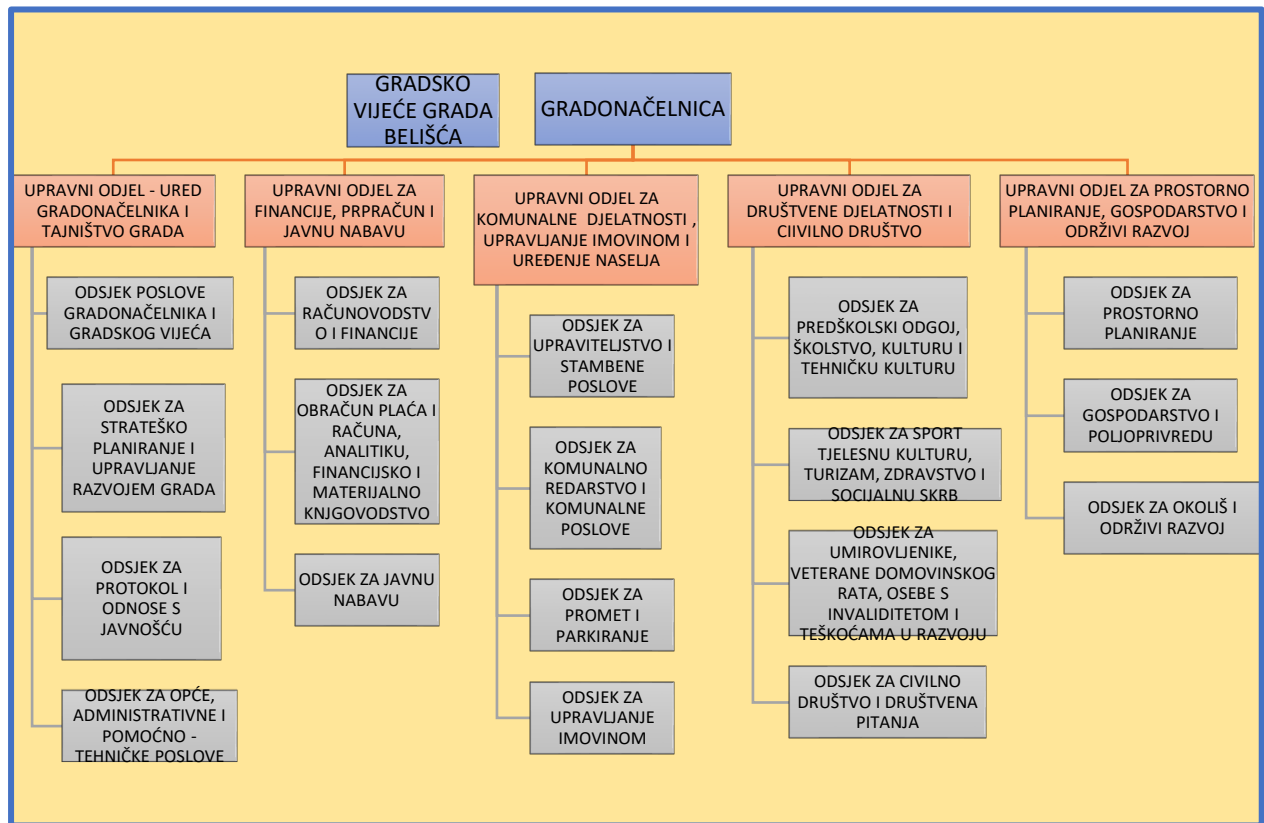 GRADSKO
VIJEĆE GRADA
BELIŠĆA
GRADONAČELNICA
UPRAVNI ODJEL - URED
GRADONAČELNIKA I
TAJNIŠTVO GRADA
ODSJEK POSLOVE
GRADONAČELNIKA I
GRADSKOG VIJEĆA
ODSJEK ZA
STRATEŠKO
PLANIRANJE I
UPRAVLJANJE
RAZVOJEM GRADA
ODSJEK ZA
PROTOKOL I
ODNOSE S
JAVNOŠĆU
ODSJEK ZA OPĆE,
ADMINISTRATIVNE I
POMOĆNO -
TEHNIČKE POSLOVE
UPRAVNI ODJEL ZA
FINANCIJE, PRPRAČUN I
JAVNU NABAVU
ODSJEK ZA
RAČUNOVODSTV
O I FINANCIJE
ODSJEK ZA
OBRAČUN PLAĆA I
RAČUNA,
ANALITIKU,
FINANCIJSKO I
MATERIJALNO
KNJGOVODSTVO
ODSJEK ZA JAVNU
NABAVU
UPRAVNI ODJEL ZA
KOMUNALNE DJELATNOSTI ,
UPRAVLJANJE IMOVINOM I
UREĐENJE NASELJA
ODSJEK ZA
UPRAVITELJSTVO I
STAMBENE
POSLOVE
ODSJEK ZA
KOMUNALNO
REDARSTVO I
KOMUNALNE
POSLOVE
ODSJEK ZA
PROMET I
PARKIRANJE
ODSJEK ZA
UPRAVLJANJE
IMOVINOM
UPRAVNI ODJEL ZA
DRUŠTVENE DJELATNOSTI I
CIIVILNO DRUŠTVO
ODSJEK ZA
PREDŠKOLSKI ODGOJ,
ŠKOLSTVO, KULTURU I
TEHNIČKU KULTURU
ODSJEK ZA SPORT
TJELESNU KULTURU,
TURIZAM, ZDRAVSTVO I
SOCIJALNU SKRB
ODSJEK ZA
UMIROVLJENIKE,
VETERANE DOMOVINSKOG
RATA, OSEBE S
INVALIDITETOM I
TEŠKOĆAMA U RAZVOJU
ODSJEK ZA CIVILNO
DRUŠTVO I DRUŠTVENA
PITANJA
UPRAVNI ODJEL ZA PROSTORNO
PLANIRANJE, GOSPODARSTVO I
ODRŽIVI RAZVOJ
ODSJEK ZA
PROSTORNO
PLANIRANJE
ODSJEK ZA
GOSPODARSTVO I
POLJOPRIVREDU
ODSJEK ZA OKOLIŠ I
ODRŽIVI RAZVOJ